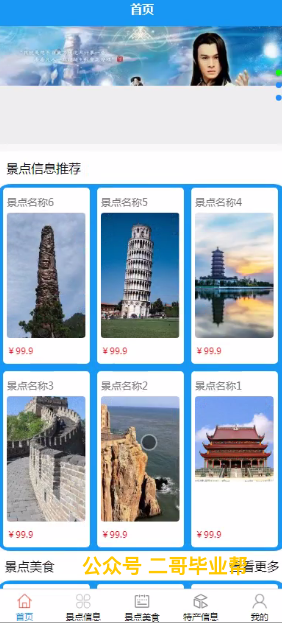 首页
景点信息推荐
景点名称6
景点名称5
景点名称4
￥99.9
￥99.9
￥99.9
景点名称3
景点名称2
景点名称1
￥99.9
￥99.9
￥99.9
景点美食
看更多
公众号 二哥毕业帮
首页
景点信息
景点美食
特产信息
我的